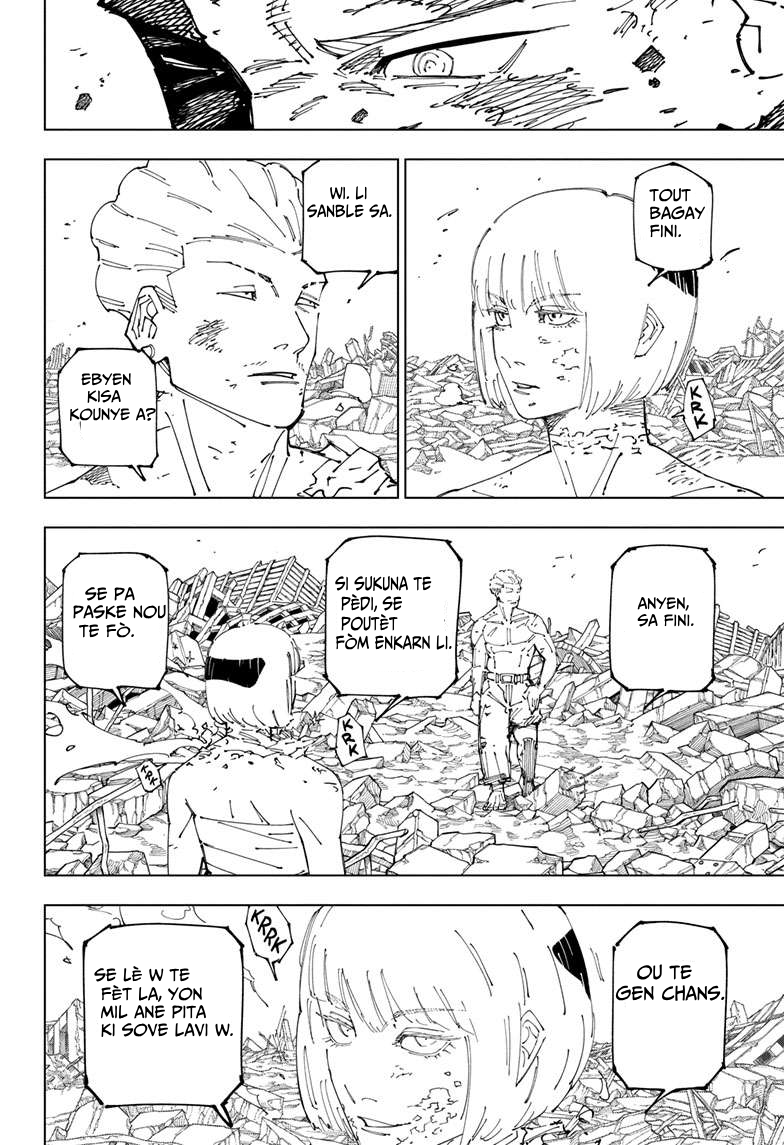 TOUT
BAGAY
FINI.
KRK
WI. LI
SANBLE SA.
EBYEN
KISA
KOUNYE A?
ANYEN,
SA FINI.
SI SUKUNA TE
PÈDI, SE
POUTÈT
FÒM ENKARN LI.
KRK
SE PA
PASKE NOU
TE FÒ.
KRK
OU TE
GEN CHANS.
KRRK
SE LÈ W TE
FÈT LA, YON
MIL ANE PITA
KI SOVE LAVI W.